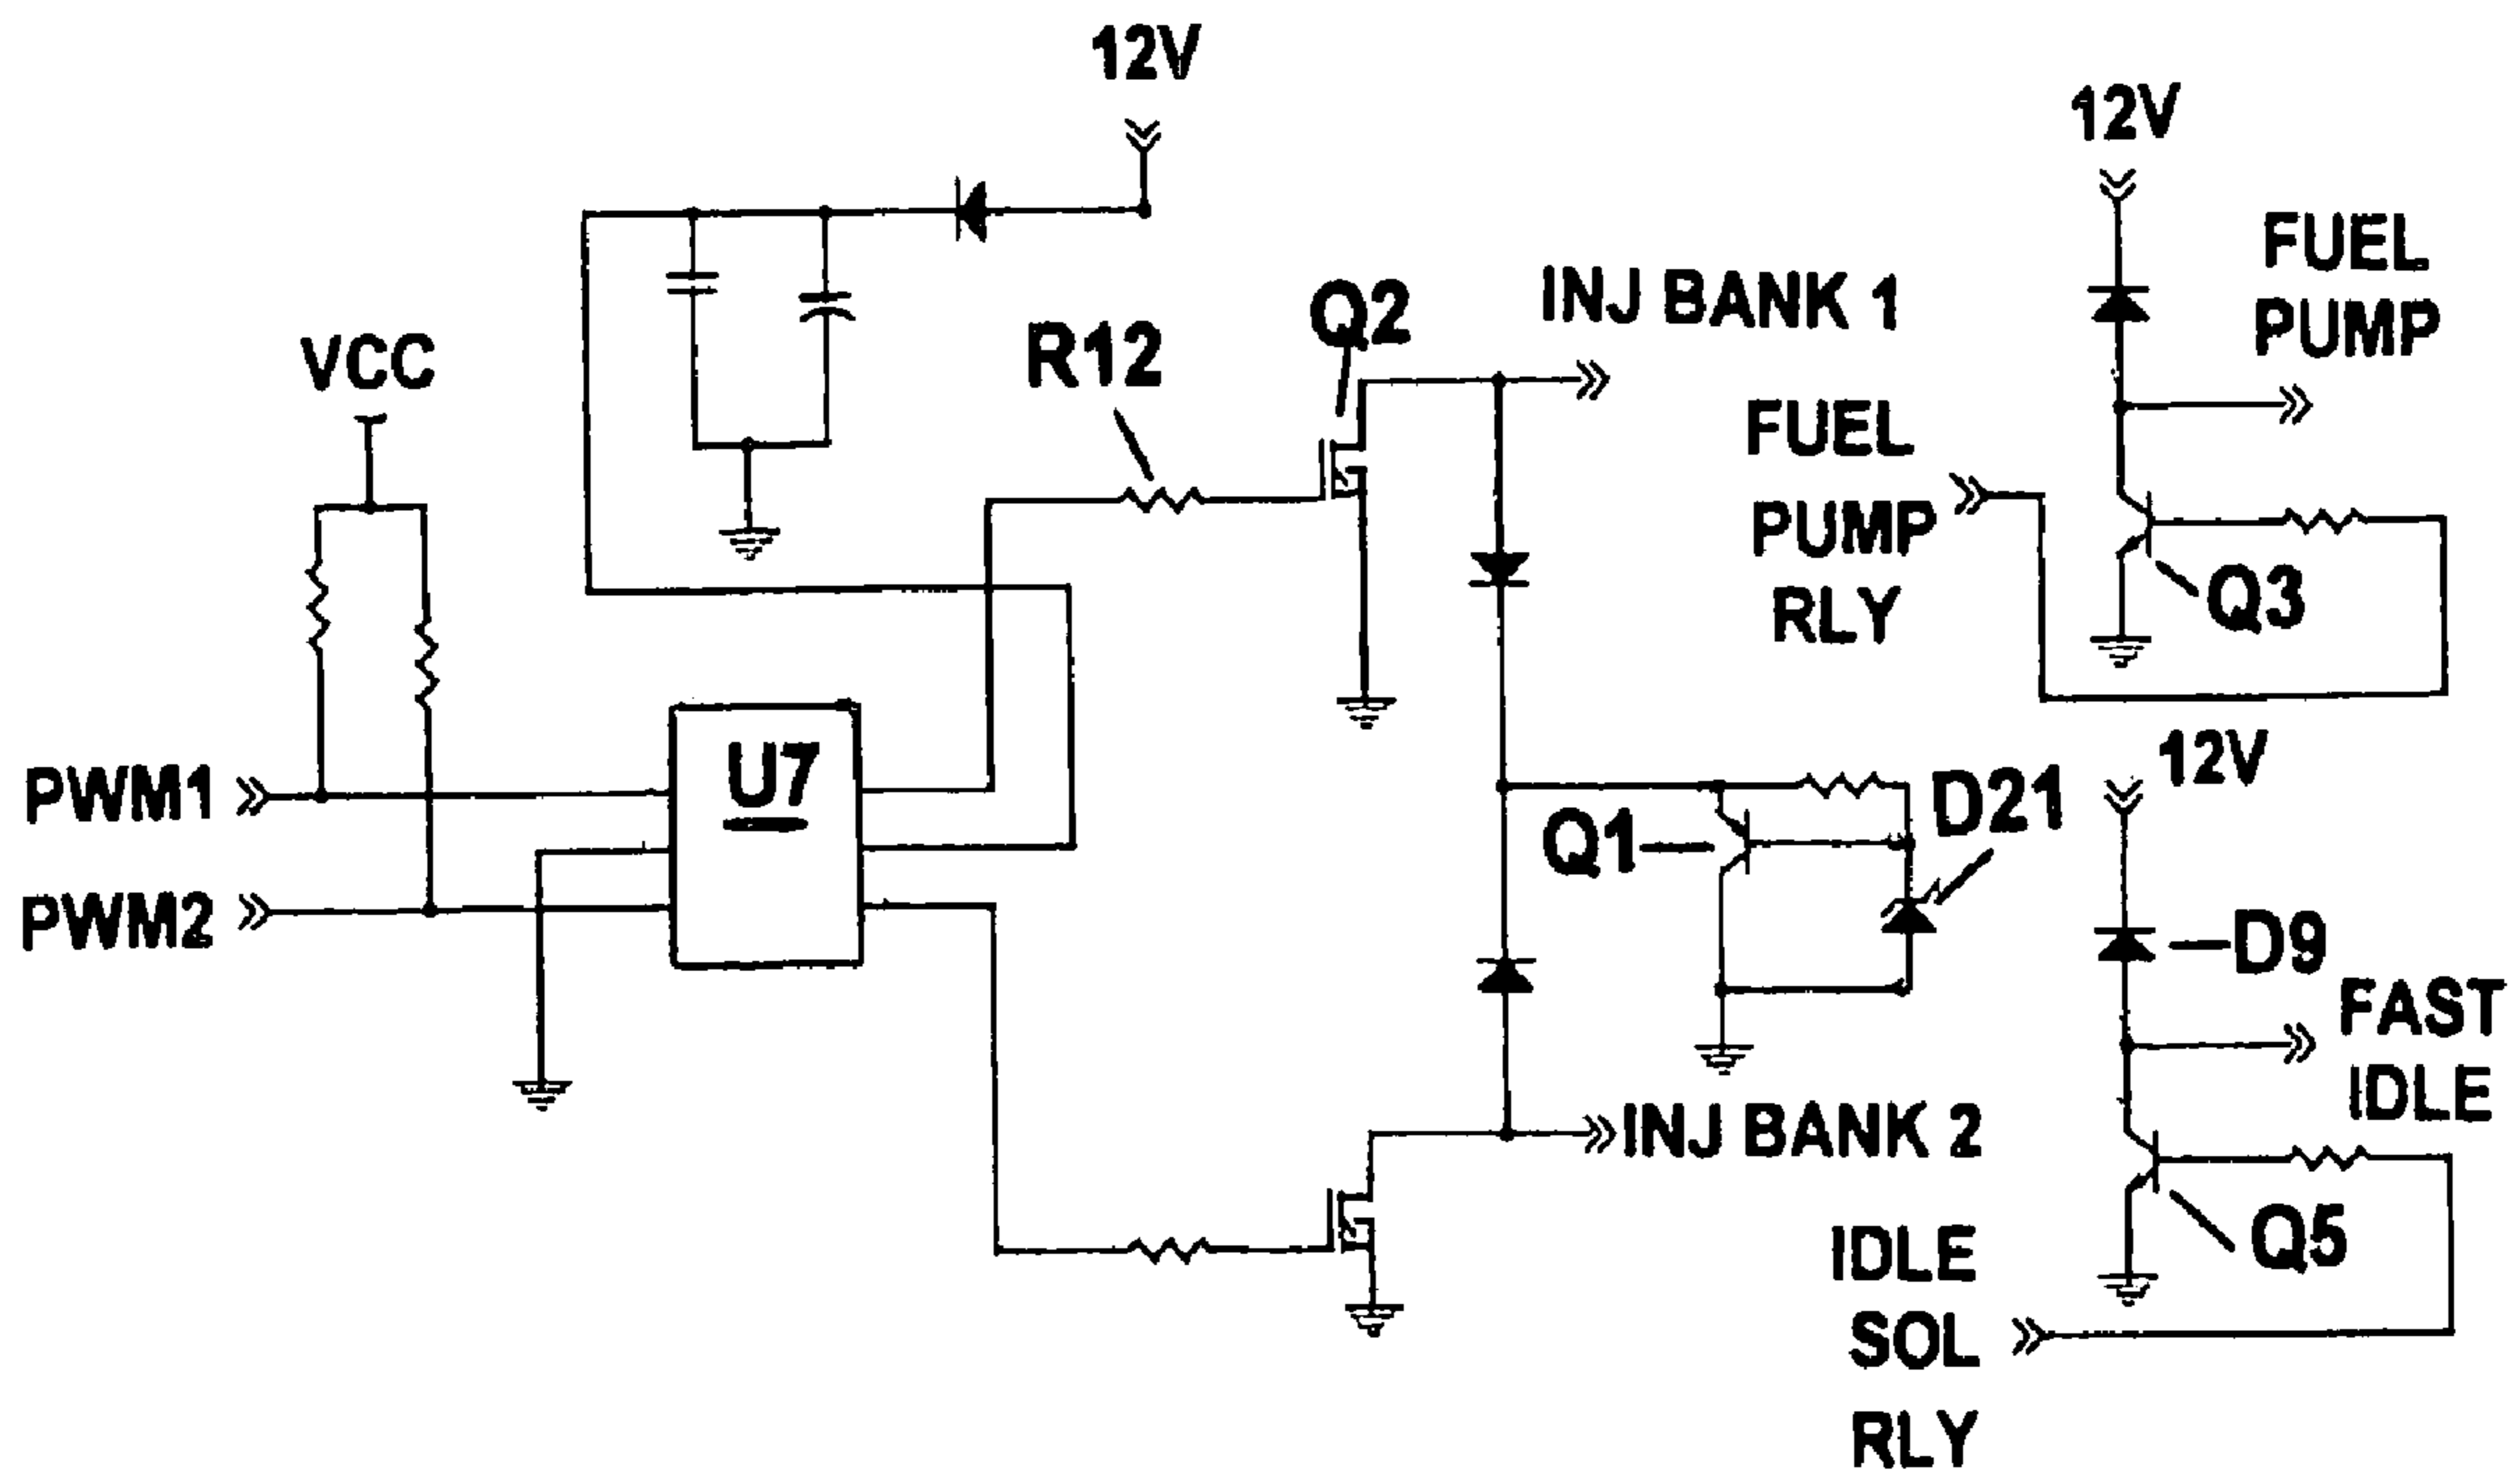 12V
12V
FUEL
PUMP
Q2
INJ BANK 1
R12
VCC
FUEL
PUMP
RLY
Q3
12V
U7
D21
PWM1
Q1
PWM2
D9
FAST
IDLE
INJ BANK 2
Q5
IDLE
SOL
RLY